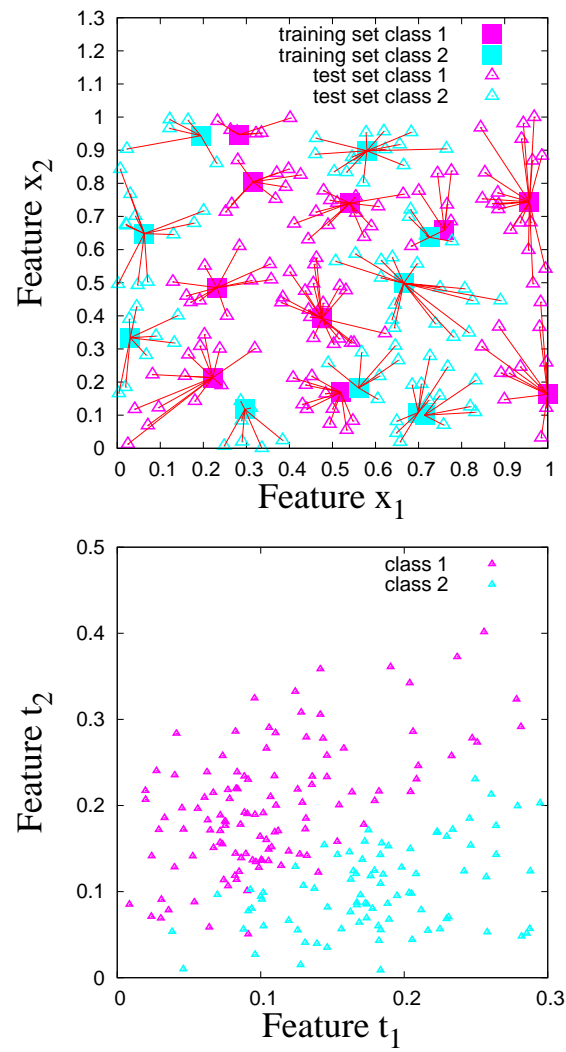 1.3
1.2
1.1
1
0.9
0.8
0.7
0.6
0.5
0.4
0.3
0.2
0.1
0
training set class 1
training set class 2
test set class 1
test set class 2
Feature x2
0 0.1 0.2 0.3 0.4 0.5 0.6 0.7 0.8 0.9 1
Feature x1
0.5
0.4
0.3
0.2
0.1
0
class 1
class 2
Feature t2
0 0.1 0.2 0.3
Feature t1